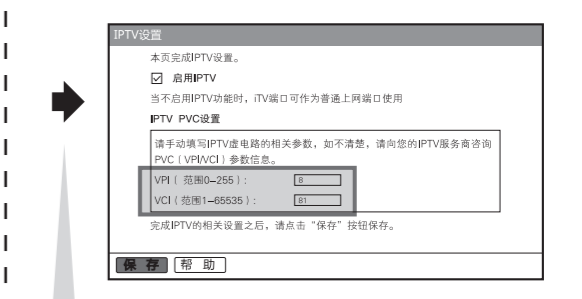 IPTV设置
本页完成IPTV设置。
启用IPTV
当不启用IPTV功能时，iTV端口可作为普通上网端口使用
IPTV PVC设置
请手动填写IPTV虚电路的相关参数，如不清楚，请向您的IPTV服务商咨询
PVC（VPI/VCI）参数信息。
VPI（ 范围0–255）： 8
VCI（范围1–65535）： 81
完成IPTV的相关设置之后，请点击“保存”按钮保存。
保 存 帮 助